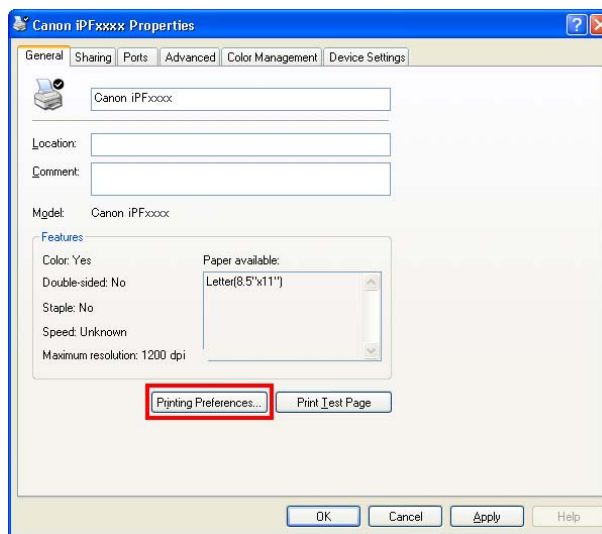 Canon iPFxxxx Properties
General Sharing Ports Advanced Color Management Device Settings
Canon iPFxxxx
Location:
Comment:
Model: Canon iPFxxxx
Features
Color: Yes Paper available:
Double-sided: No Letter(8.5"x11")
Staple: No
Speed: Unknown
Maximum resolution: 1200 dpi
Printing Preferences... Print Test Page
OK Cancel Apply Help